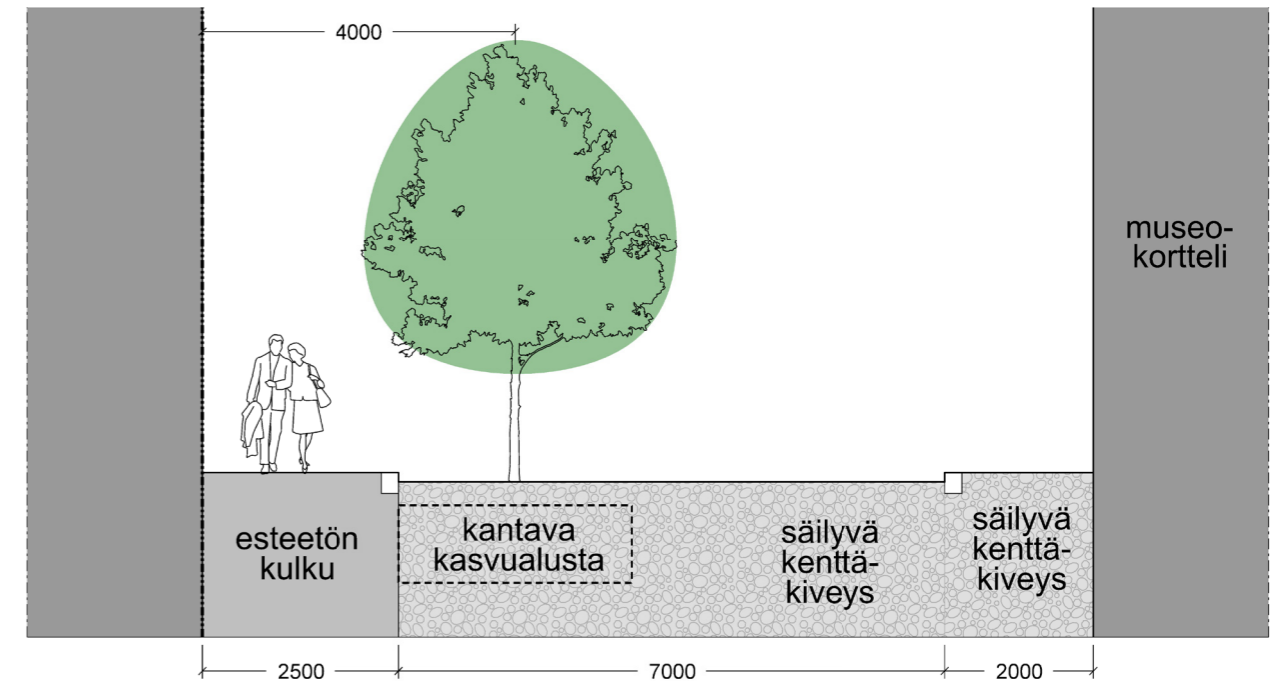 4000
museo-
kortteli
esteetön
kulku
kantava
kasvualusta
säilyvä
kenttä-
kiveys
säilyvä
kenttä-
kiveys
2500
7000
2000